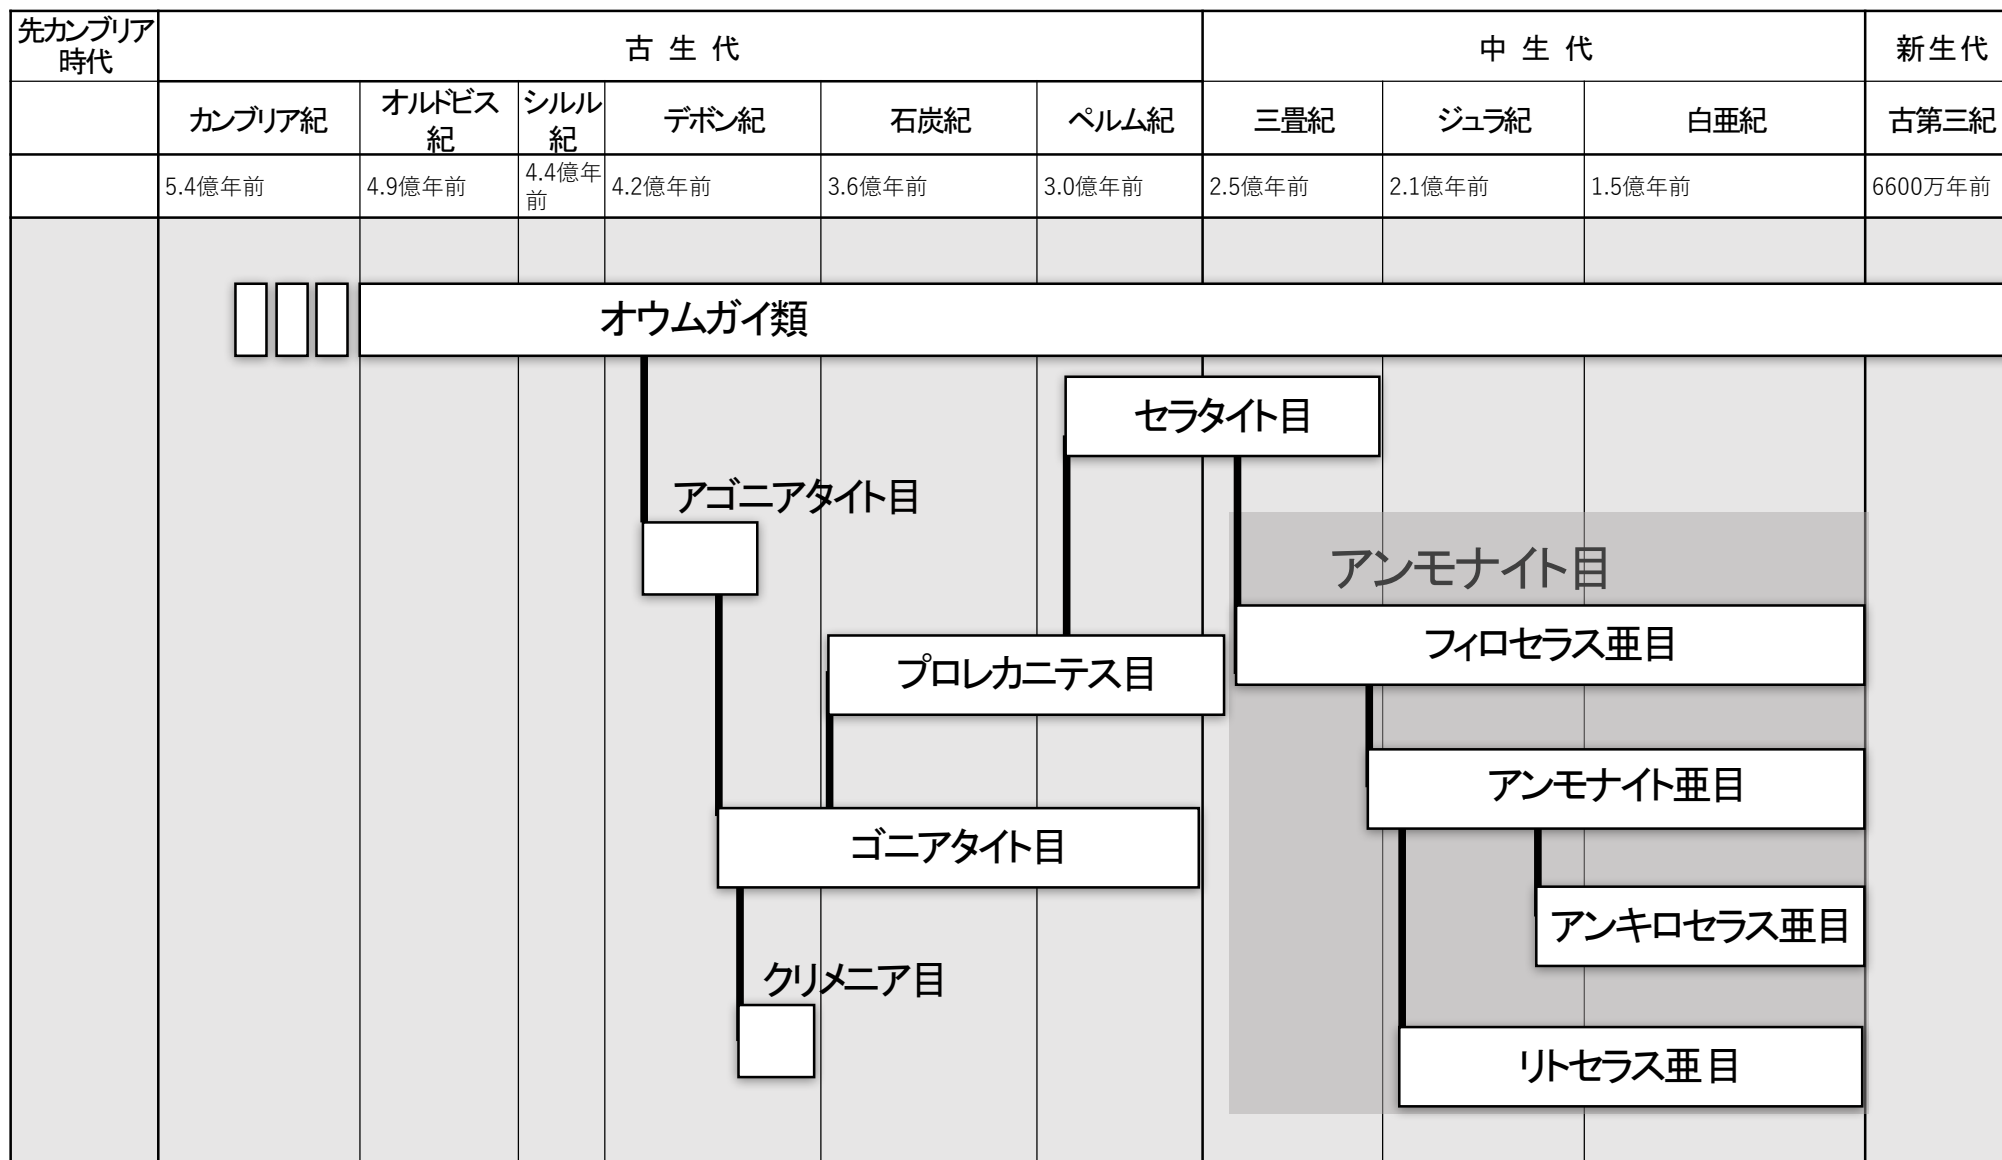 先カンブリア
時代
古 生 代
中 生 代
新生代
カンブリア紀
オルドビス
紀
シルル
紀
デボン紀
石炭紀
ペルム紀
三畳紀
ジュラ紀
白亜紀
古第三紀
5.4億年前
4.9億年前
4.4億年
前
4.2億年前
3.6億年前
3.0億年前
2.5億年前
2.1億年前
1.5億年前
6600万年前
オウムガイ類
セラタイト目
アゴニアタイト目
アンモナイト目
フィロセラス亜目
プロレカニテス目
アンモナイト亜目
ゴニアタイト目
アンキロセラス亜目
クリメニア目
リトセラス亜目